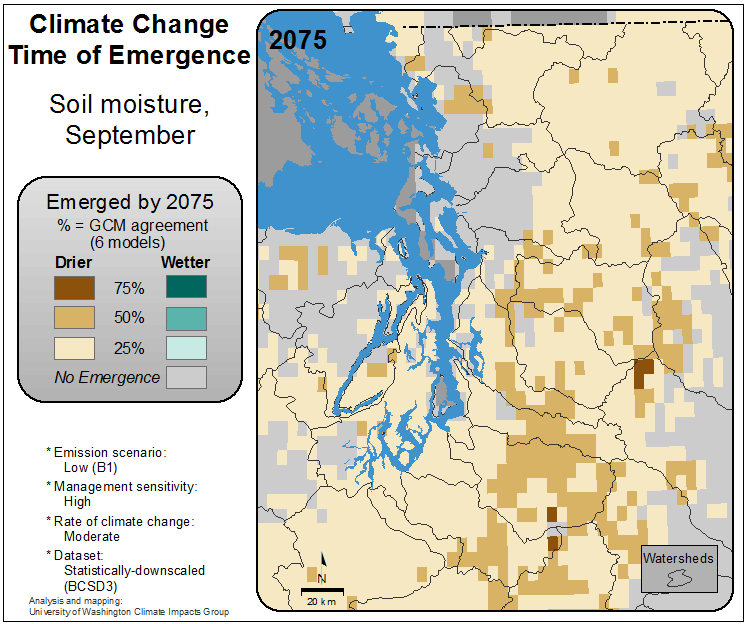 Climate Change
Time of Emergence
Soil moisture,
September
Emerged by 2075
% = GCM agreement
(6 models)
Drier Wetter
75%
50%
25%
No Emergence
* Emission scenario:
Low (B1)
* Management sensitivity:
High
* Rate of climate change:
Moderate
* Dataset:
Statistically-downscaled
(BCSD3)
Analysis and mapping:
University of Washington Climate Impacts Group
2075
N
20 km
Watersheds